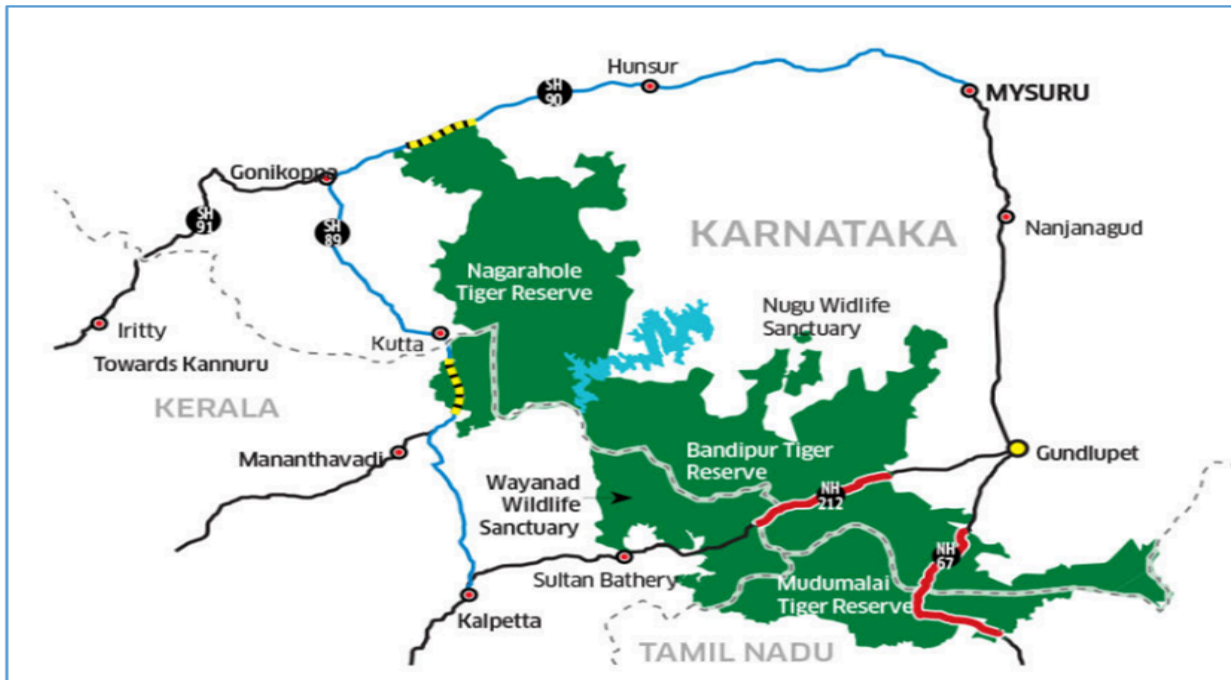 Hunsur
SH
90
MYSURU
Gonikoppa
SH
91
SH
89
Nanjanagud
KARNATAKA
Nagarahole
Tiger Reserve
Nugu Widlife
Sanctuary
Iritty
Kutta
Towards Kannuru
KERALA
Mananthavadi
Bandipur Tiger
Reserve
Gundlupet
Wayanad
Wildlife
Sanctuary
NH
212
NH
67
Sultan Bathery
Mudumalai
Tiger Reserve
Kalpetta
TAMIL NADU